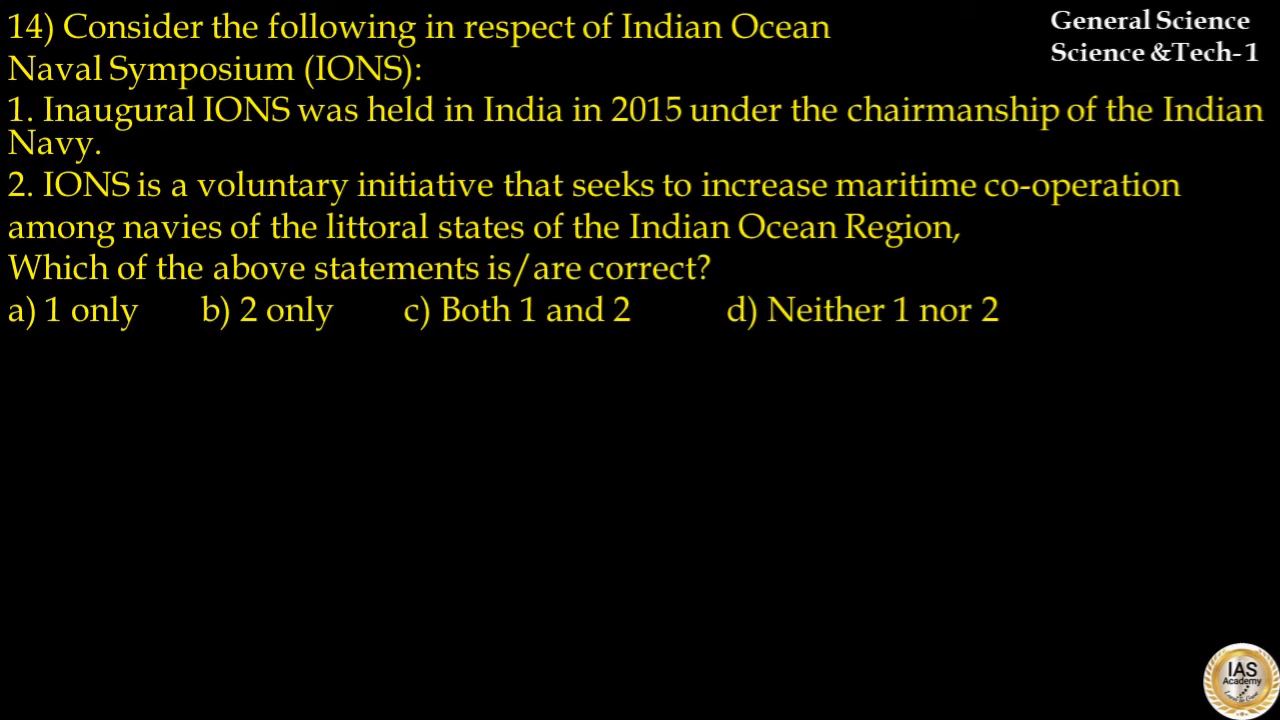 14) Consider the following in respect of Indian Ocean
Naval Symposium (IONS):
General Science
Science &Tech-1
1. Inaugural IONS was held in India in 2015 under the chairmanship of the Indian
Navy.
2. IONS is a voluntary initiative that seeks to increase maritime co-operation
among navies of the littoral states of the Indian Ocean Region,
Which of the above statements is/are correct?
a) 1 only b) 2 only c) Both 1 and 2 d) Neither 1 nor 2
IAS
Academy